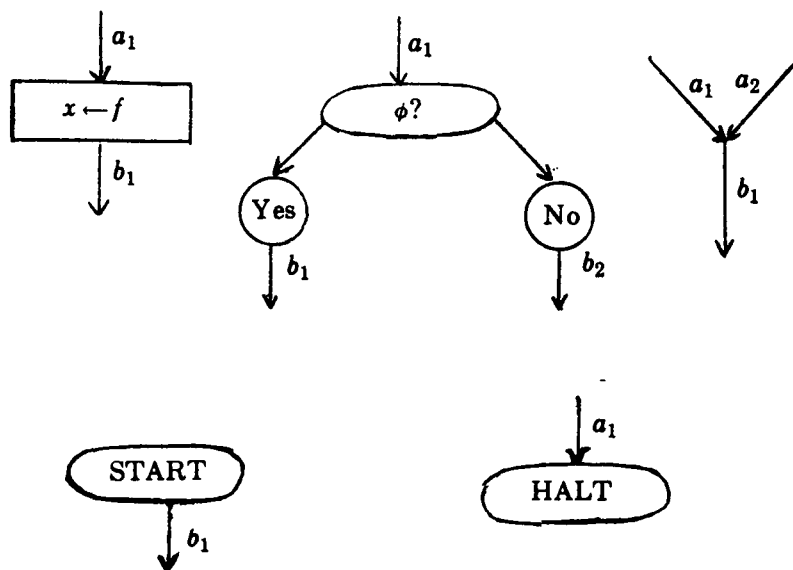 a₁
a₁
x ← f
φ?
a₁
a₂
b₁
Yes
No
b₁
b₁
b₂
a₁
START
HALT
b₁